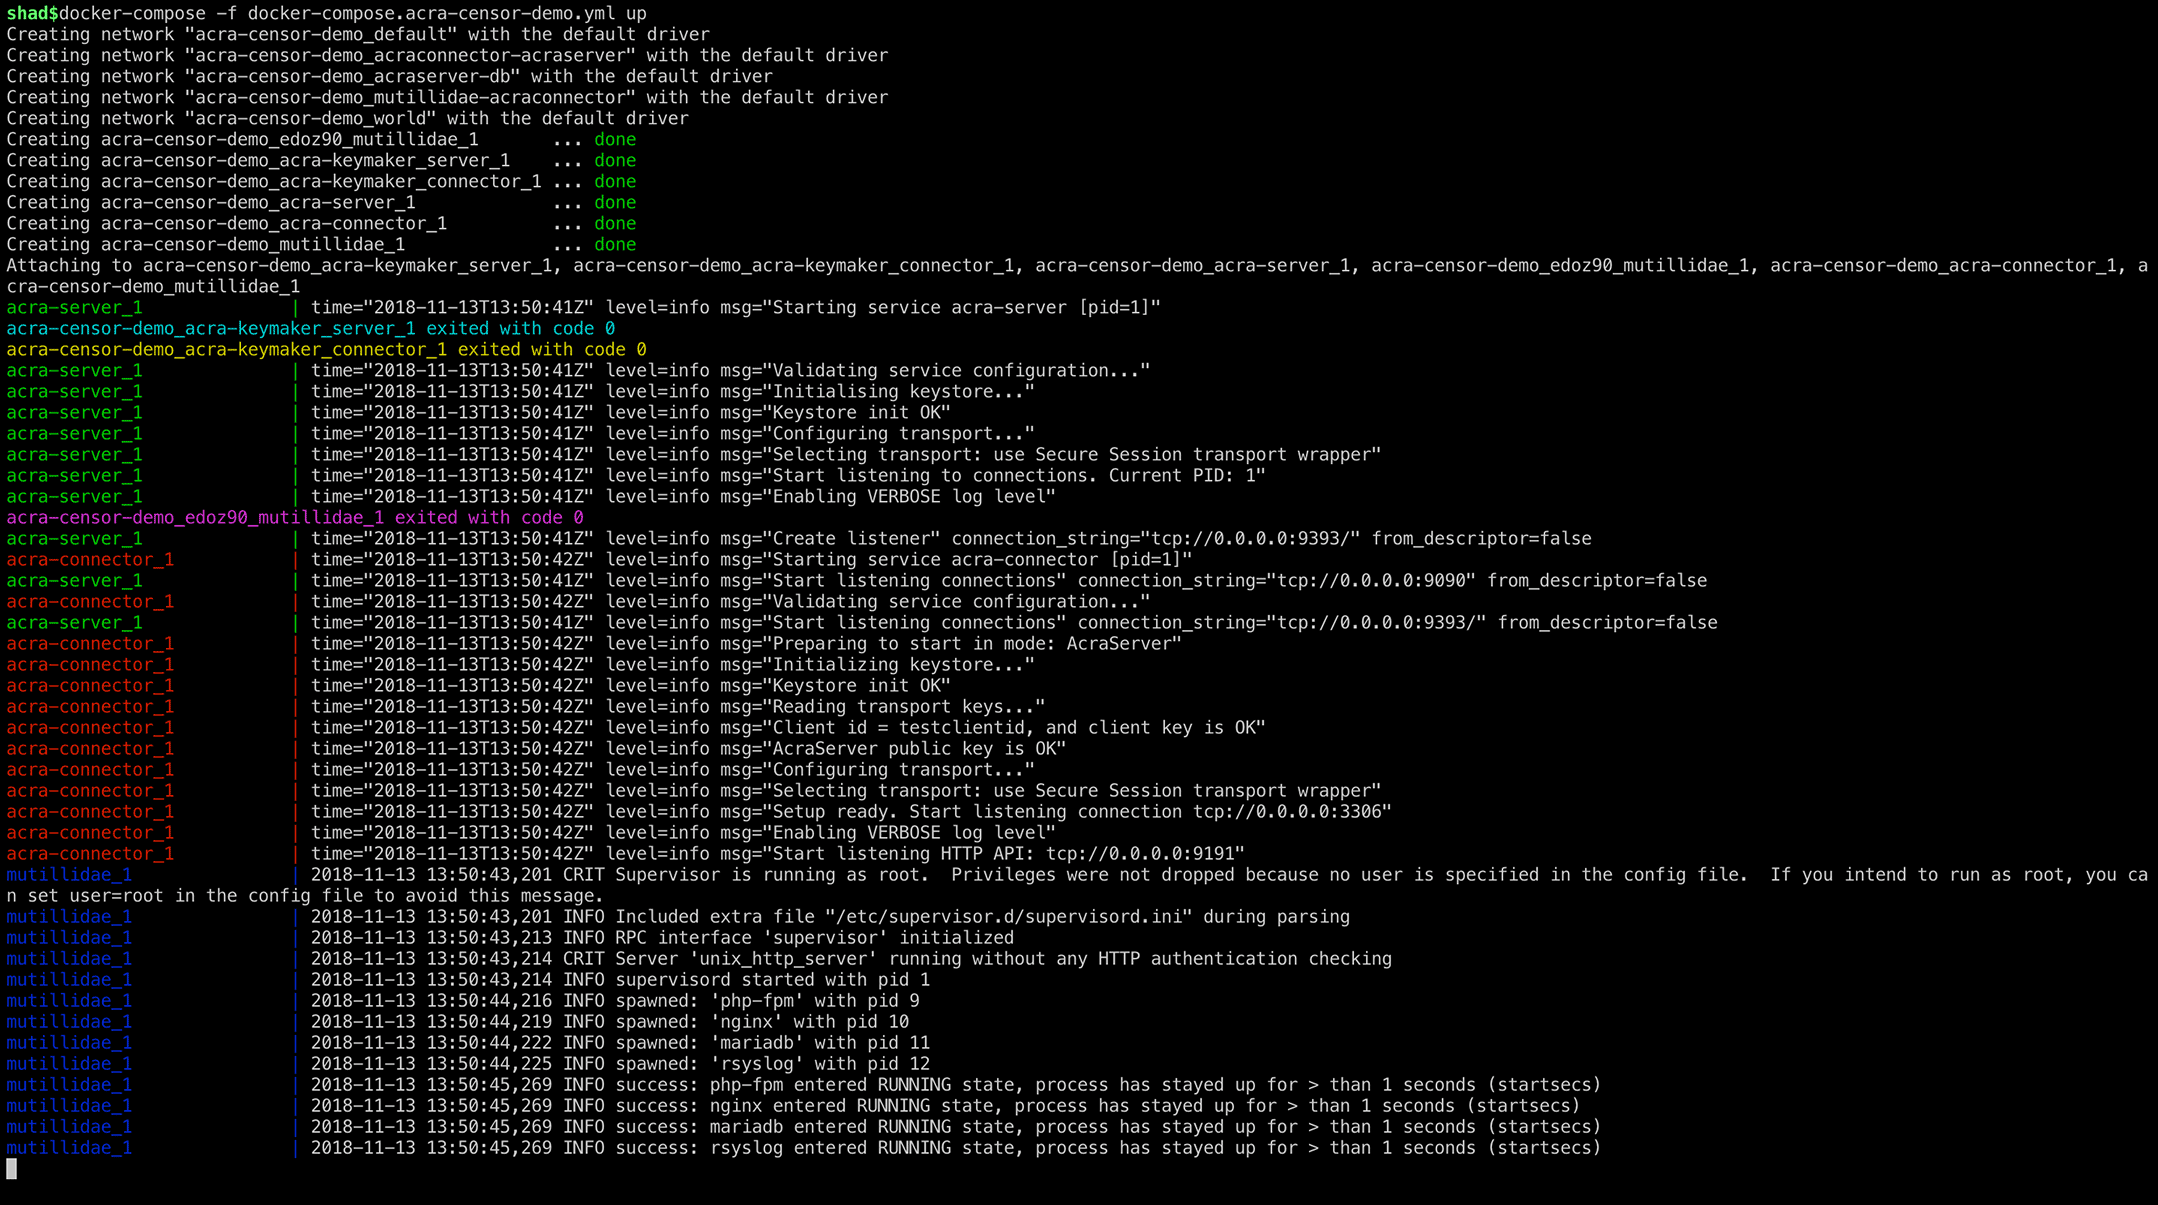 shad$docker-compose -f docker-compose.acra-censor-demo.yml up
Creating network "acra-censor-demo_default" with the default driver
Creating network "acra-censor-demo_acraconnector-acraserver" with the default driver
Creating network "acra-censor-demo_acraserver-db" with the default driver
Creating network "acra-censor-demo_mutillidae-acraconnector" with the default driver
Creating network "acra-censor-demo_world" with the default driver
Creating acra-censor-demo_edoz90_mutillidae_1       ... done
Creating acra-censor-demo_acra-keymaker_server_1    ... done
Creating acra-censor-demo_acra-keymaker_connector_1 ... done
Creating acra-censor-demo_acra-server_1             ... done
Creating acra-censor-demo_acra-connector_1          ... done
Creating acra-censor-demo_mutillidae_1              ... done
Attaching to acra-censor-demo_acra-keymaker_server_1, acra-censor-demo_acra-keymaker_connector_1, acra-censor-demo_acra-server_1, acra-censor-demo_edoz90_mutillidae_1, acra-censor-demo_acra-connector_1, a
cra-censor-demo_mutillidae_1
acra-server_1              | time="2018-11-13T13:50:41Z" level=info msg="Starting service acra-server [pid=1]"
acra-censor-demo_acra-keymaker_server_1 exited with code 0
acra-censor-demo_acra-keymaker_connector_1 exited with code 0
acra-server_1              | time="2018-11-13T13:50:41Z" level=info msg="Validating service configuration..."
acra-server_1              | time="2018-11-13T13:50:41Z" level=info msg="Initialising keystore..."
acra-server_1              | time="2018-11-13T13:50:41Z" level=info msg="Keystore init OK"
acra-server_1              | time="2018-11-13T13:50:41Z" level=info msg="Configuring transport..."
acra-server_1              | time="2018-11-13T13:50:41Z" level=info msg="Selecting transport: use Secure Session transport wrapper"
acra-server_1              | time="2018-11-13T13:50:41Z" level=info msg="Start listening to connections. Current PID: 1"
acra-server_1              | time="2018-11-13T13:50:41Z" level=info msg="Enabling VERBOSE log level"
acra-censor-demo_edoz90_mutillidae_1 exited with code 0
acra-server_1              | time="2018-11-13T13:50:41Z" level=info msg="Create listener" connection_string="tcp://0.0.0.0:9393/" from_descriptor=false
acra-connector_1           | time="2018-11-13T13:50:42Z" level=info msg="Starting service acra-connector [pid=1]"
acra-server_1              | time="2018-11-13T13:50:41Z" level=info msg="Start listening connections" connection_string="tcp://0.0.0.0:9090" from_descriptor=false
acra-connector_1           | time="2018-11-13T13:50:42Z" level=info msg="Validating service configuration..."
acra-server_1              | time="2018-11-13T13:50:41Z" level=info msg="Start listening connections" connection_string="tcp://0.0.0.0:9393/" from_descriptor=false
acra-connector_1           | time="2018-11-13T13:50:42Z" level=info msg="Preparing to start in mode: AcraServer"
acra-connector_1           | time="2018-11-13T13:50:42Z" level=info msg="Initializing keystore..."
acra-connector_1           | time="2018-11-13T13:50:42Z" level=info msg="Keystore init OK"
acra-connector_1           | time="2018-11-13T13:50:42Z" level=info msg="Reading transport keys..."
acra-connector_1           | time="2018-11-13T13:50:42Z" level=info msg="Client id = testclientid, and client key is OK"
acra-connector_1           | time="2018-11-13T13:50:42Z" level=info msg="AcraServer public key is OK"
acra-connector_1           | time="2018-11-13T13:50:42Z" level=info msg="Configuring transport..."
acra-connector_1           | time="2018-11-13T13:50:42Z" level=info msg="Selecting transport: use Secure Session transport wrapper"
acra-connector_1           | time="2018-11-13T13:50:42Z" level=info msg="Setup ready. Start listening connection tcp://0.0.0.0:3306"
acra-connector_1           | time="2018-11-13T13:50:42Z" level=info msg="Enabling VERBOSE log level"
acra-connector_1           | time="2018-11-13T13:50:42Z" level=info msg="Start listening HTTP API: tcp://0.0.0.0:9191"
mutillidae_1               | 2018-11-13 13:50:43,201 CRIT Supervisor is running as root.  Privileges were not dropped because no user is specified in the config file.  If you intend to run as root, you ca
n set user=root in the config file to avoid this message.
mutillidae_1               | 2018-11-13 13:50:43,201 INFO Included extra file "/etc/supervisor.d/supervisord.ini" during parsing
mutillidae_1               | 2018-11-13 13:50:43,213 INFO RPC interface 'supervisor' initialized
mutillidae_1               | 2018-11-13 13:50:43,214 CRIT Server 'unix_http_server' running without any HTTP authentication checking
mutillidae_1               | 2018-11-13 13:50:43,214 INFO supervisord started with pid 1
mutillidae_1               | 2018-11-13 13:50:44,216 INFO spawned: 'php-fpm' with pid 9
mutillidae_1               | 2018-11-13 13:50:44,219 INFO spawned: 'nginx' with pid 10
mutillidae_1               | 2018-11-13 13:50:44,222 INFO spawned: 'mariadb' with pid 11
mutillidae_1               | 2018-11-13 13:50:44,225 INFO spawned: 'rsyslog' with pid 12
mutillidae_1               | 2018-11-13 13:50:45,269 INFO success: php-fpm entered RUNNING state, process has stayed up for > than 1 seconds (startsecs)
mutillidae_1               | 2018-11-13 13:50:45,269 INFO success: nginx entered RUNNING state, process has stayed up for > than 1 seconds (startsecs)
mutillidae_1               | 2018-11-13 13:50:45,269 INFO success: mariadb entered RUNNING state, process has stayed up for > than 1 seconds (startsecs)
mutillidae_1               | 2018-11-13 13:50:45,269 INFO success: rsyslog entered RUNNING state, process has stayed up for > than 1 seconds (startsecs)